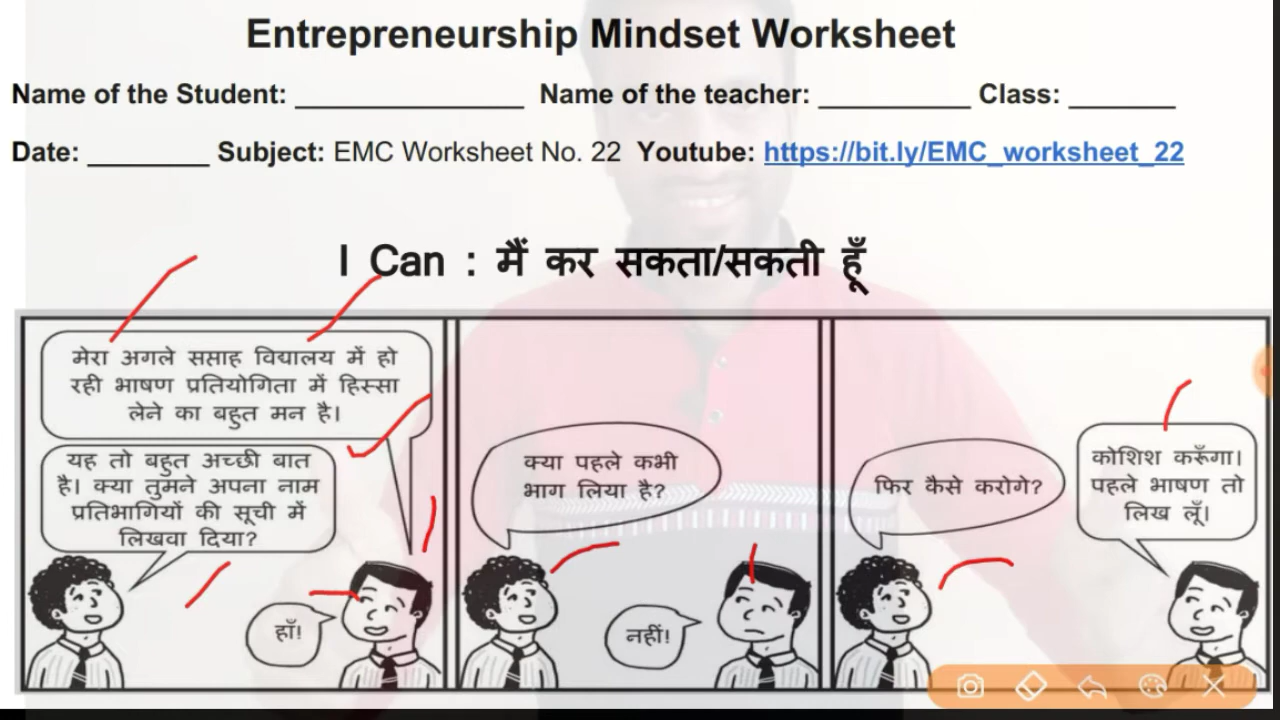 Entrepreneurship Mindset Worksheet
Name of the Student: _______________ Name of the teacher: __________ Class: _______
Date: ________ Subject: EMC Worksheet No. 22 Youtube: https://bit.ly/EMC_worksheet_22
I Can : मैं कर सकता/सकती हूँ
मेरा अगले सप्ताह विद्यालय में हो
रही भाषण प्रतियोगिता में हिस्सा
लेने का बहुत मन है।
यह तो बहुत अच्छी बात
है। क्या तुमने अपना नाम
प्रतिभागियों की सूची में
लिखवा दिया?
हाँ!
क्या पहले कभी
भाग लिया है?
नहीं!
फिर कैसे करोगे?
कोशिश करूँगा।
पहले भाषण तो
लिख लूँ।